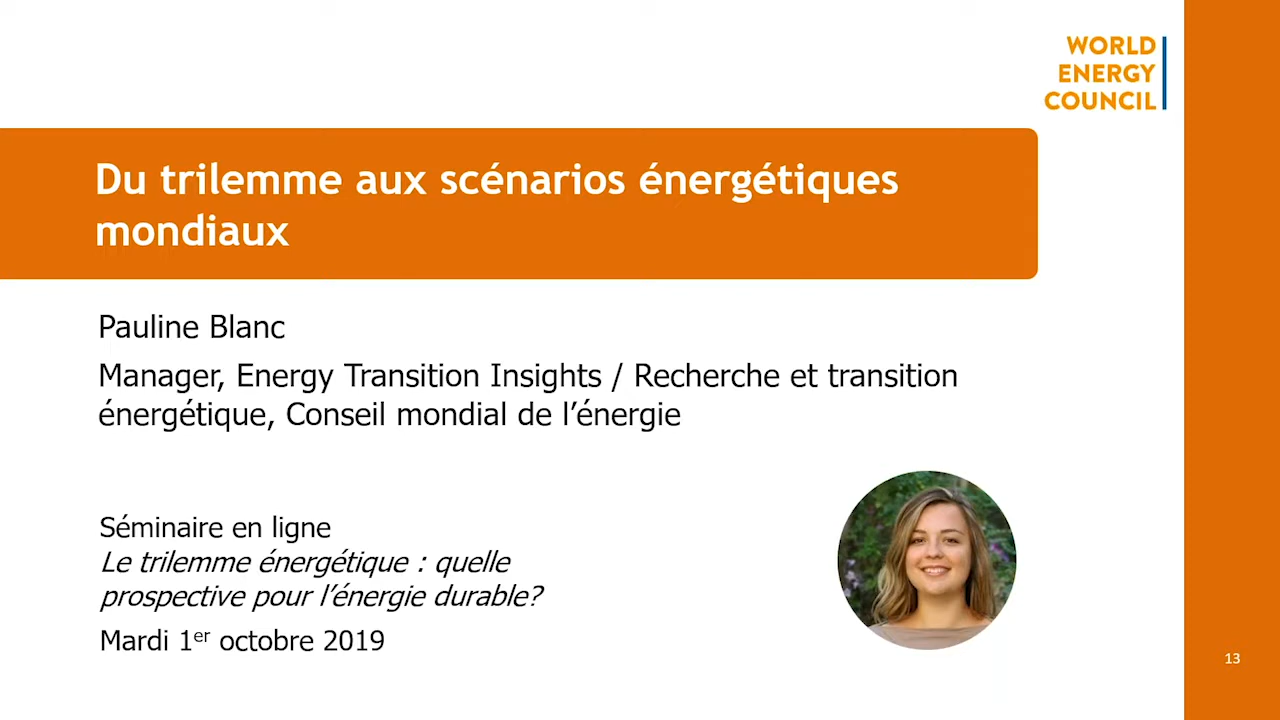 WORLD
ENERGY
COUNCIL
Du trilemme aux scénarios énergétiques
mondiaux
Pauline Blanc
Manager, Energy Transition Insights / Recherche et transition
énergétique, Conseil mondial de l’énergie
Séminaire en ligne
Le trilemme énergétique : quelle
prospective pour l’énergie durable?
Mardi 1er octobre 2019
13